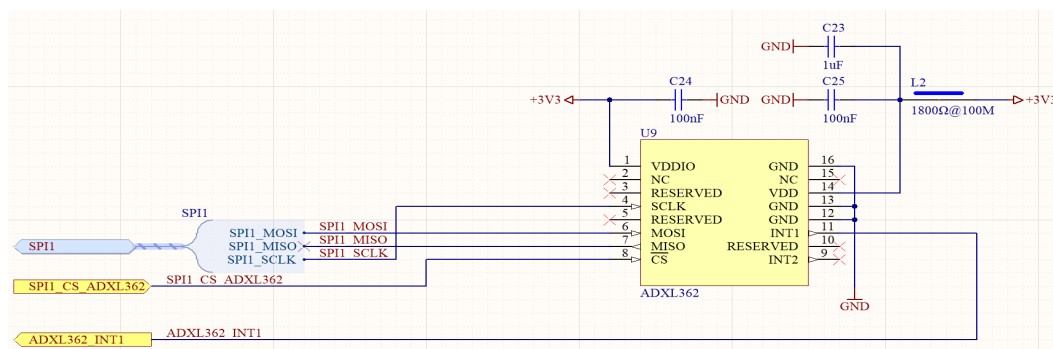 C23
GND
1uF
C24
C25
L2
+3V3
GND
GND
+3V3
100nF
100nF
1800Ω@100M
U9
1
VDDIO
GND
16
2
NC
NC
15
3
RESERVED
VDD
14
4
SCLK
GND
13
5
RESERVED
GND
12
6
MOSI
INT1
11
7
MISO
RESERVED
10
8
CS
INT2
9
ADXL362
GND
SPI1
SPI1
SPI1_MOSI
SPI1_MISO
SPI1_SCLK
SPI1_MOSI
SPI1_MISO
SPI1_SCLK
SPI1_CS_ADXL362
SPI1_CS_ADXL362
ADXL362_INT1
ADXL362_INT1